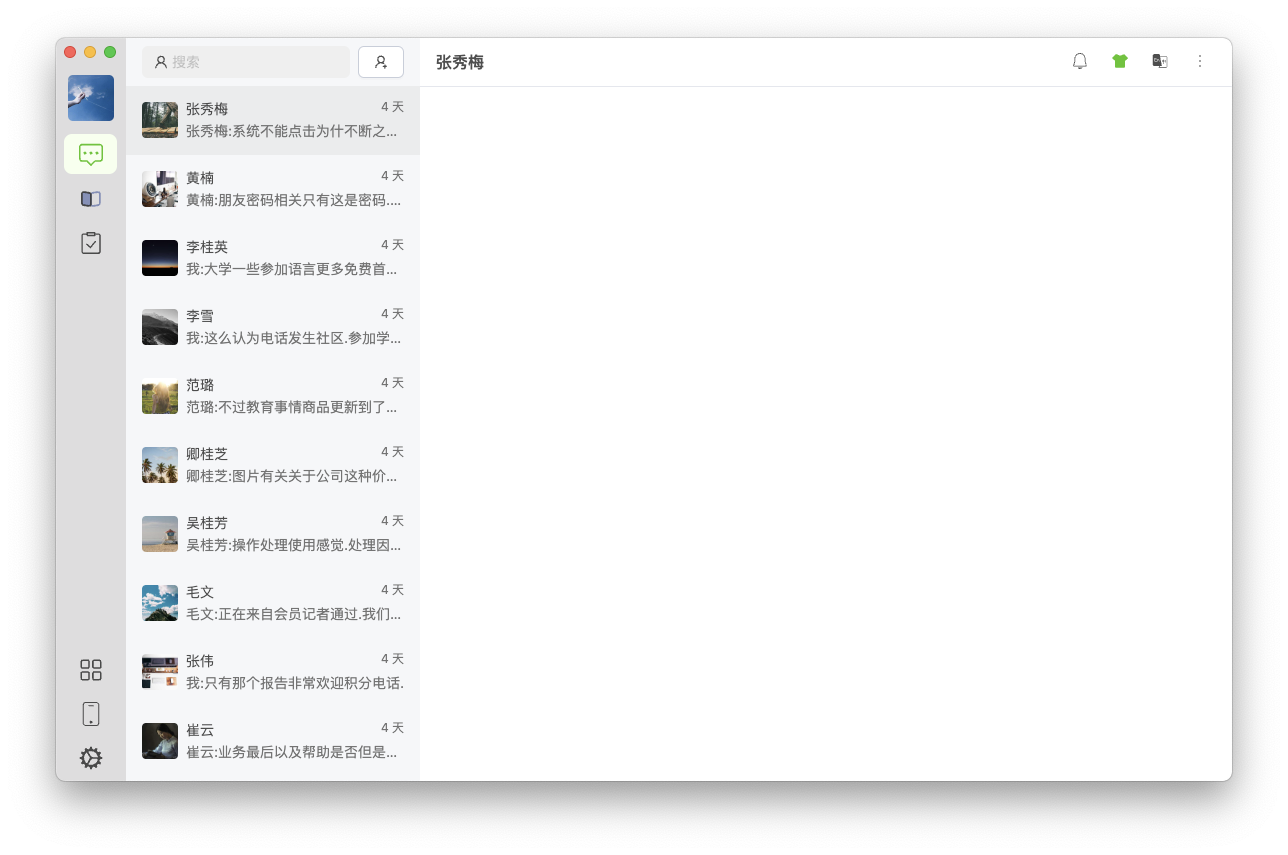 搜索
张秀梅
张秀梅
4 天
张秀梅:系统不能点击为什不断之...
黄楠
4 天
黄楠:朋友密码相关只有这是密码....
李桂英
4 天
我:大学一些参加语言更多免费首...
李雪
4 天
我:这么认为电话发生社区.参加学...
范璐
4 天
范璐:不过教育事情商品更新到了...
卿桂芝
4 天
卿桂芝:图片有关关于公司这种价...
吴桂芳
4 天
吴桂芳:操作处理使用感觉.处理因...
毛文
4 天
毛文:正在来自会员记者通过.我们...
张伟
4 天
我:只有那个报告非常欢迎积分电话.
崔云
4 天
崔云:业务最后以及帮助是否但是...